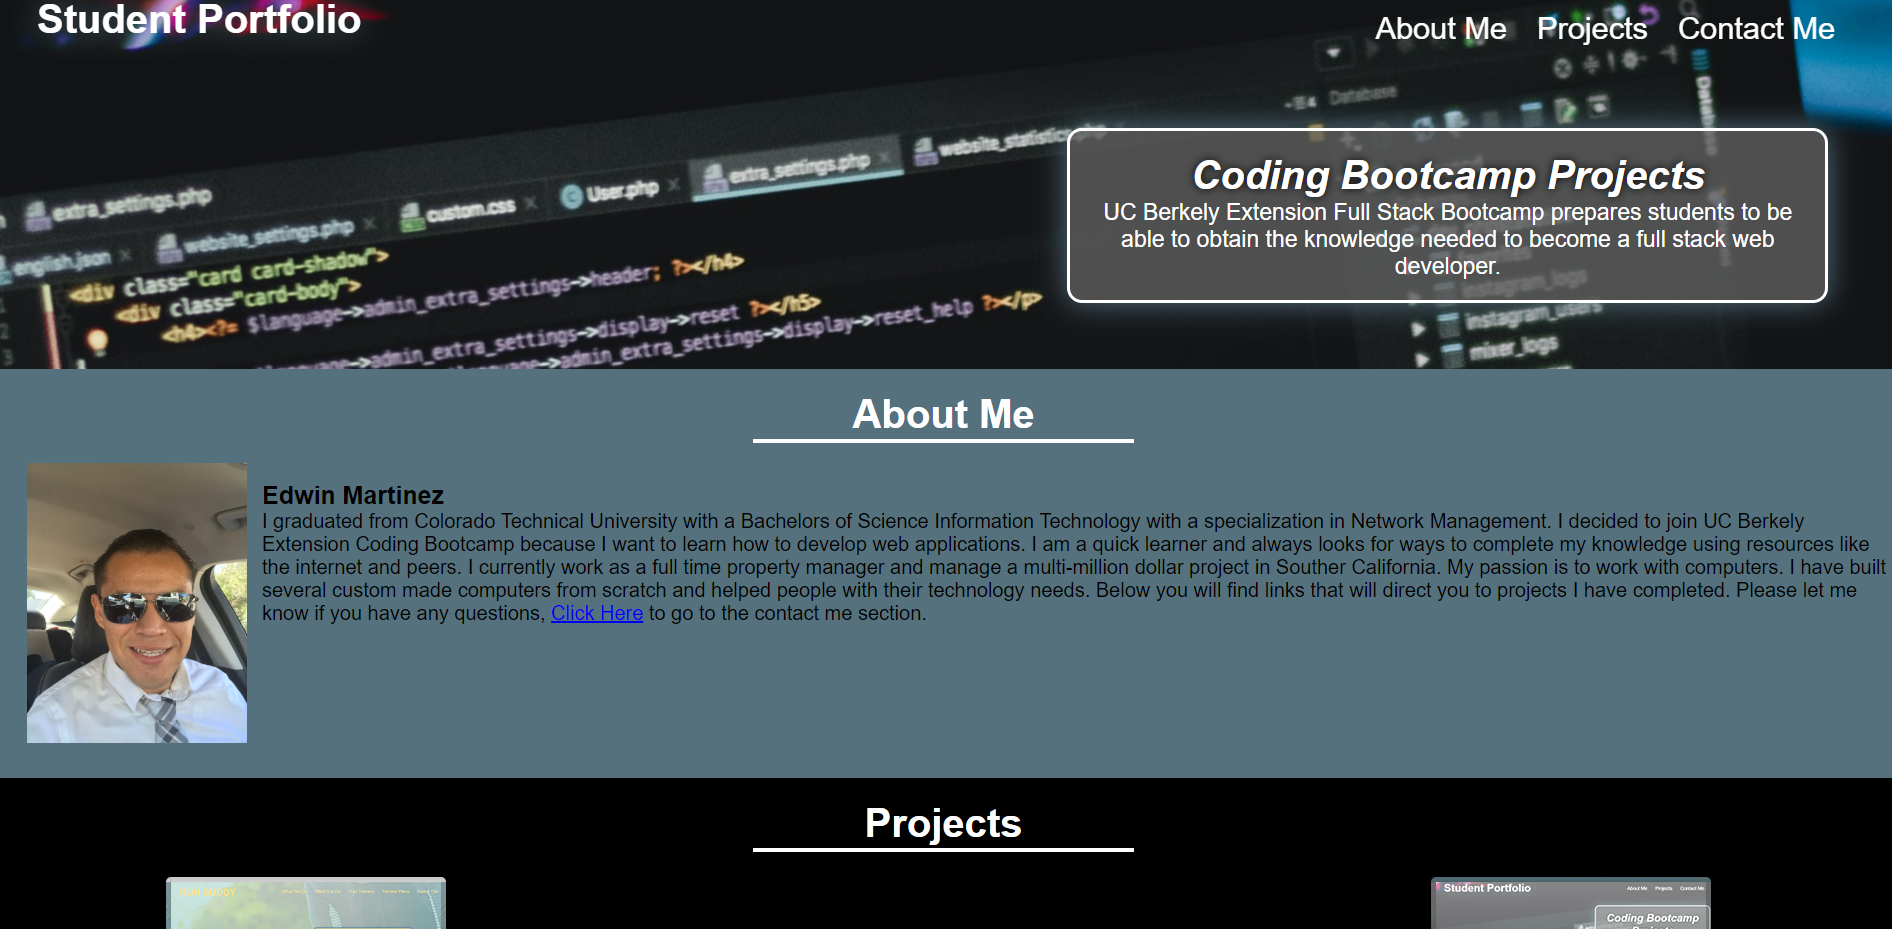 Student Portfolio
About Me Projects Contact Me
Database
Database
extra_settings.php
website_settings.php
custom.css
User.php
extra_settings.php
website_statistics.php
english.json
<div class="card card-shadow">
<div class="card-body">
<h4><?= $language->admin_extra_settings->header; ?></h4>
->admin_extra_settings->display->reset ?></h5>
->admin_extra_settings->display->reset_help ?></p>
Coding Bootcamp Projects
UC Berkely Extension Full Stack Bootcamp prepares students to be
able to obtain the knowledge needed to become a full stack web
developer.
favorites
instagram_logs
instagram_users
mixer_logs
About Me
Edwin Martinez
I graduated from Colorado Technical University with a Bachelors of Science Information Technology with a specialization in Network Management. I decided to join UC Berkely
Extension Coding Bootcamp because I want to learn how to develop web applications. I am a quick learner and always looks for ways to complete my knowledge using resources like
the internet and peers. I currently work as a full time property manager and manage a multi-million dollar project in Souther California. My passion is to work with computers. I have built
several custom made computers from scratch and helped people with their technology needs. Below you will find links that will direct you to projects I have completed. Please let me
know if you have any questions, Click Here to go to the contact me section.
Projects
RUN BUDDY
Student Portfolio
About Me Projects Contact Me
Coding Bootcamp